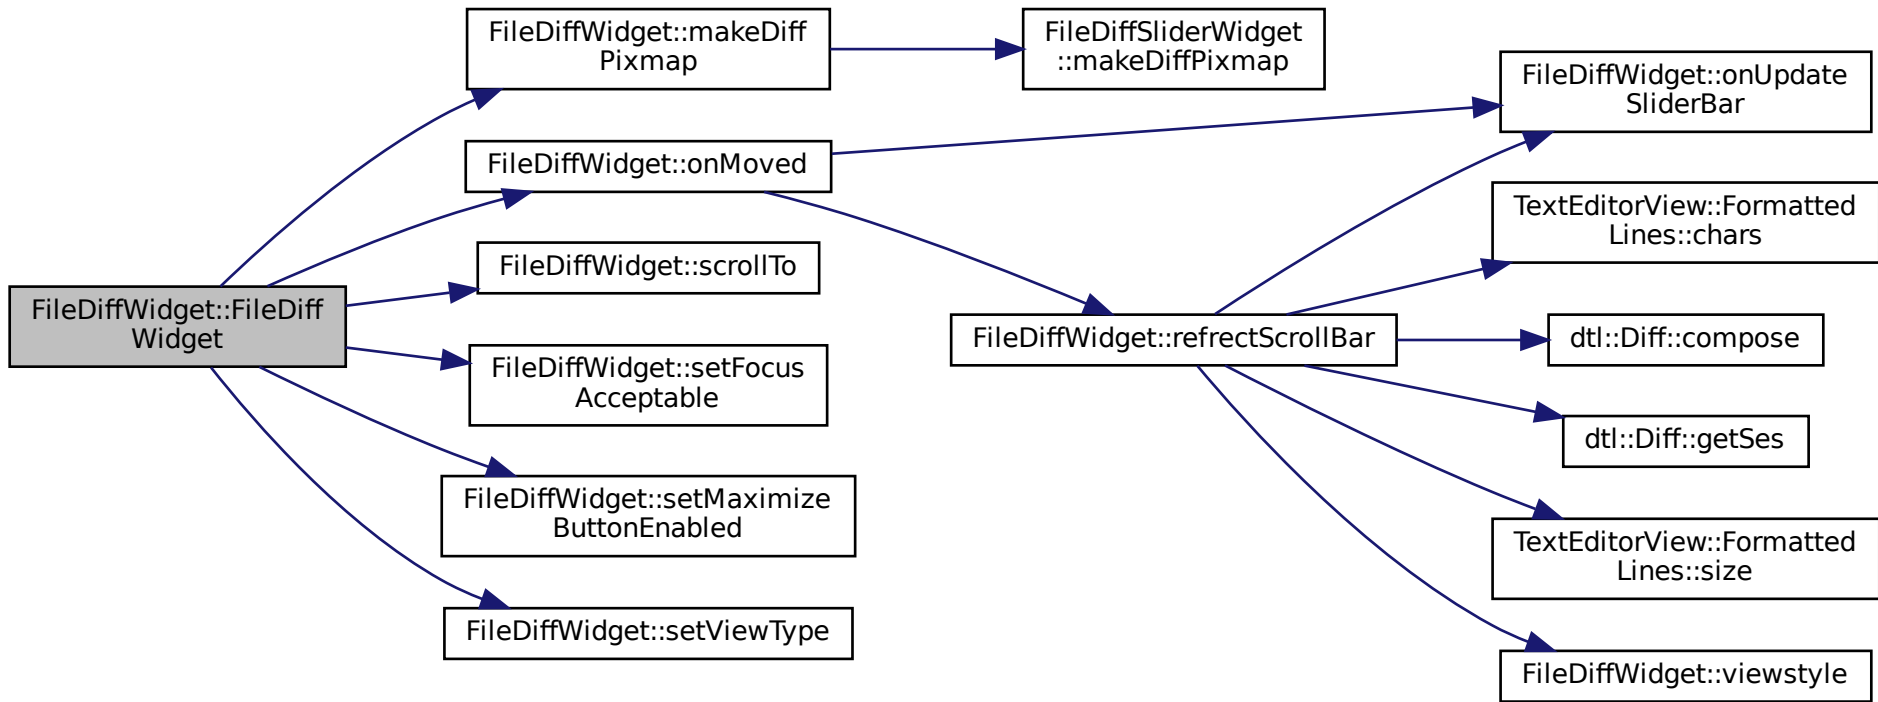 FileDiffWidget::FileDiff
Widget
FileDiffWidget::makeDiff
Pixmap
FileDiffWidget::onMoved
FileDiffWidget::scrollTo
FileDiffWidget::setFocus
Acceptable
FileDiffWidget::setMaximize
ButtonEnabled
FileDiffWidget::setViewType
FileDiffSliderWidget
::makeDiffPixmap
FileDiffWidget::refrectScrollBar
FileDiffWidget::onUpdate
SliderBar
TextEditorView::Formatted
Lines::chars
dtl::Diff::compose
dtl::Diff::getSes
TextEditorView::Formatted
Lines::size
FileDiffWidget::viewstyle